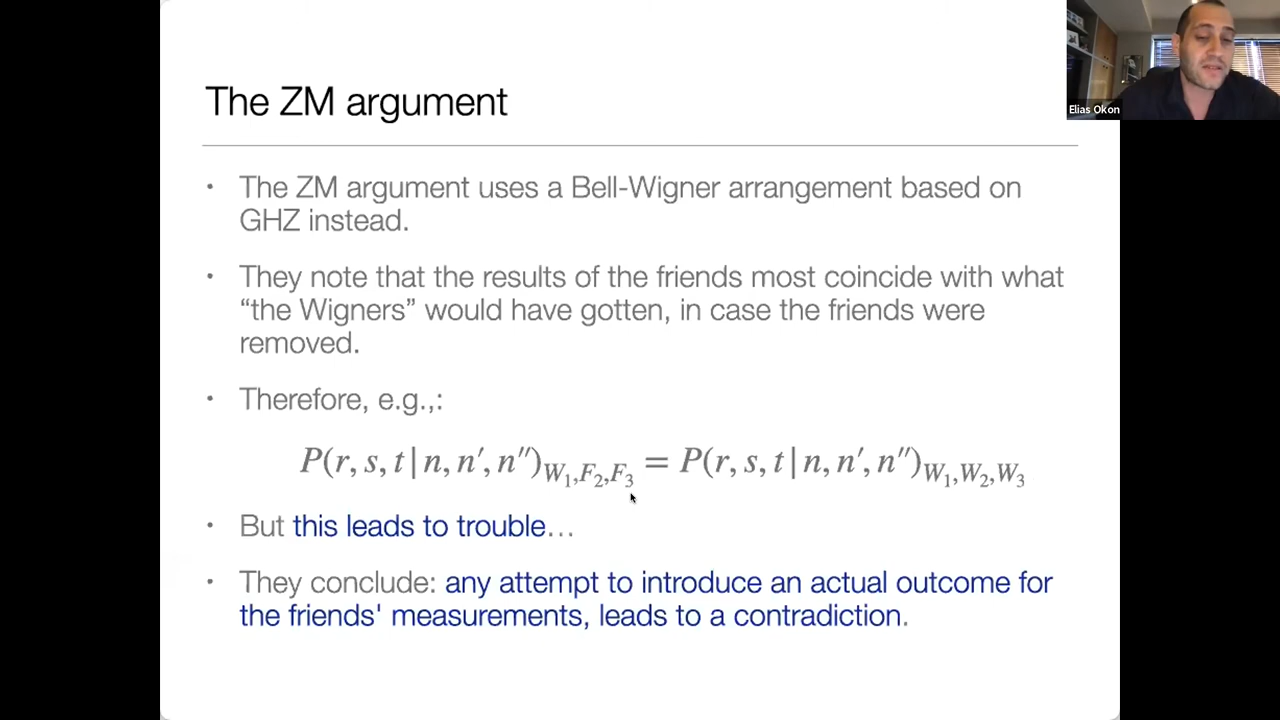 The ZM argument
Elias Okon
• The ZM argument uses a Bell-Wigner arrangement based on
GHZ instead.
• They note that the results of the friends most coincide with what
“the Wigners” would have gotten, in case the friends were
removed.
• Therefore, e.g.,:
P(r, s, t | n, n′, n″)W₁,F₂,F₃ = P(r, s, t | n, n′, n″)W₁,W₂,W₃
• But this leads to trouble…
• They conclude: any attempt to introduce an actual outcome for
the friends' measurements, leads to a contradiction.